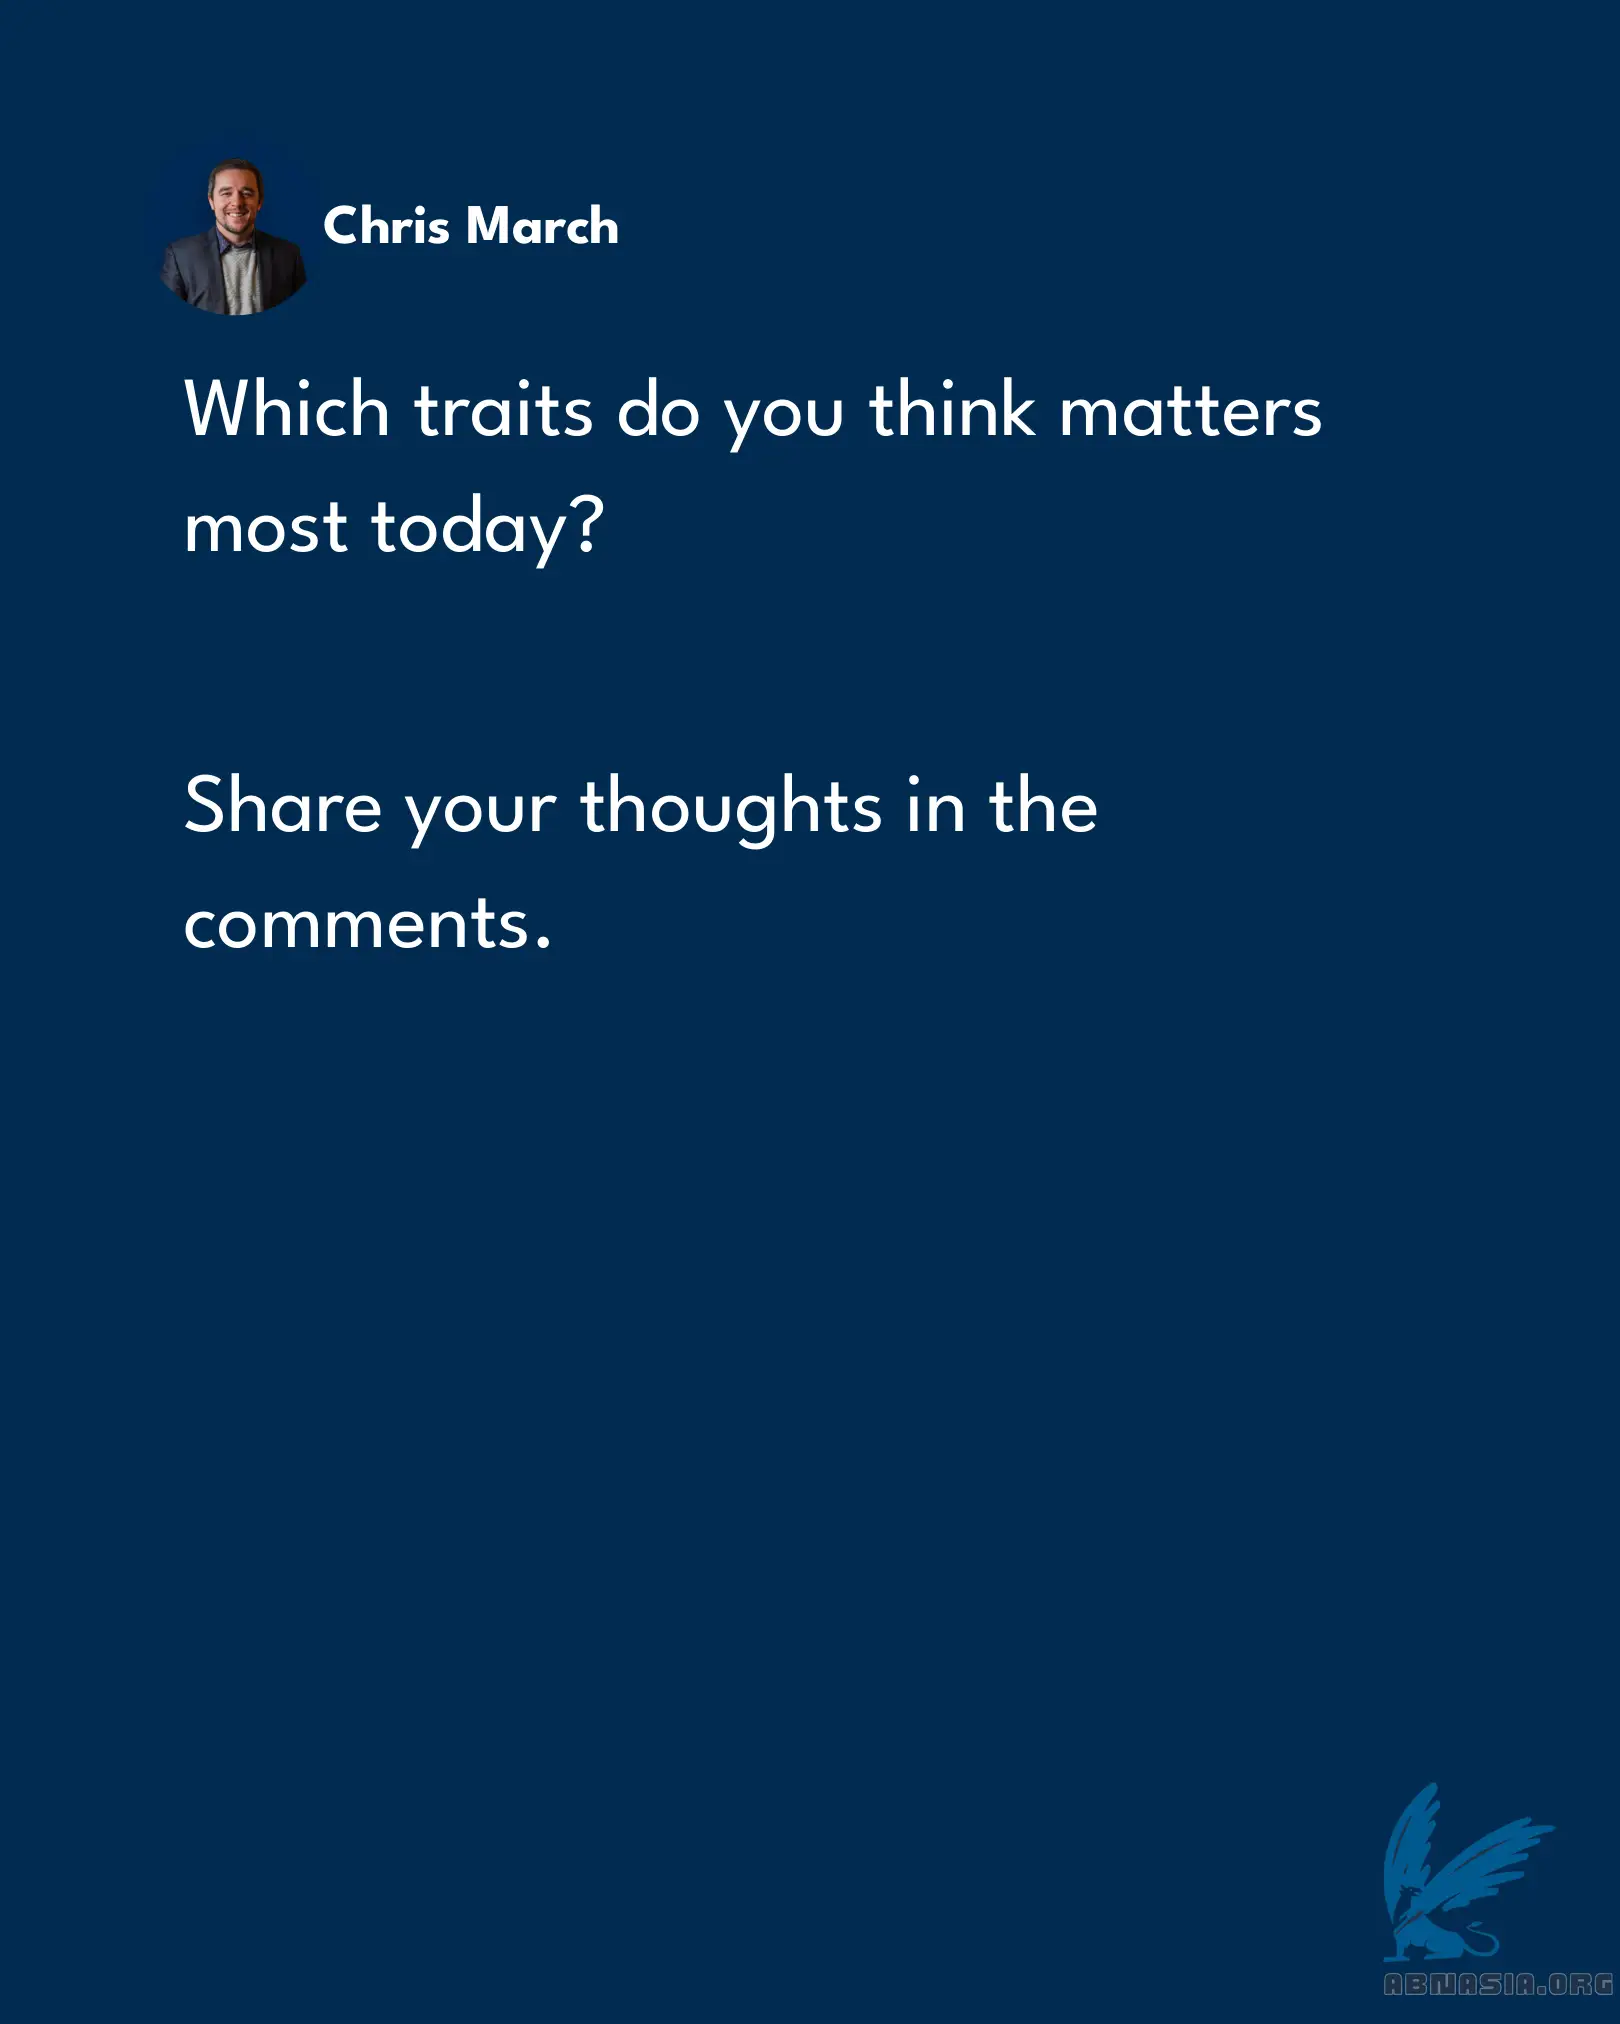 Chris March
Which traits do you think matters
most today?
Share your thoughts in the
comments.
ABNASIA.ORG